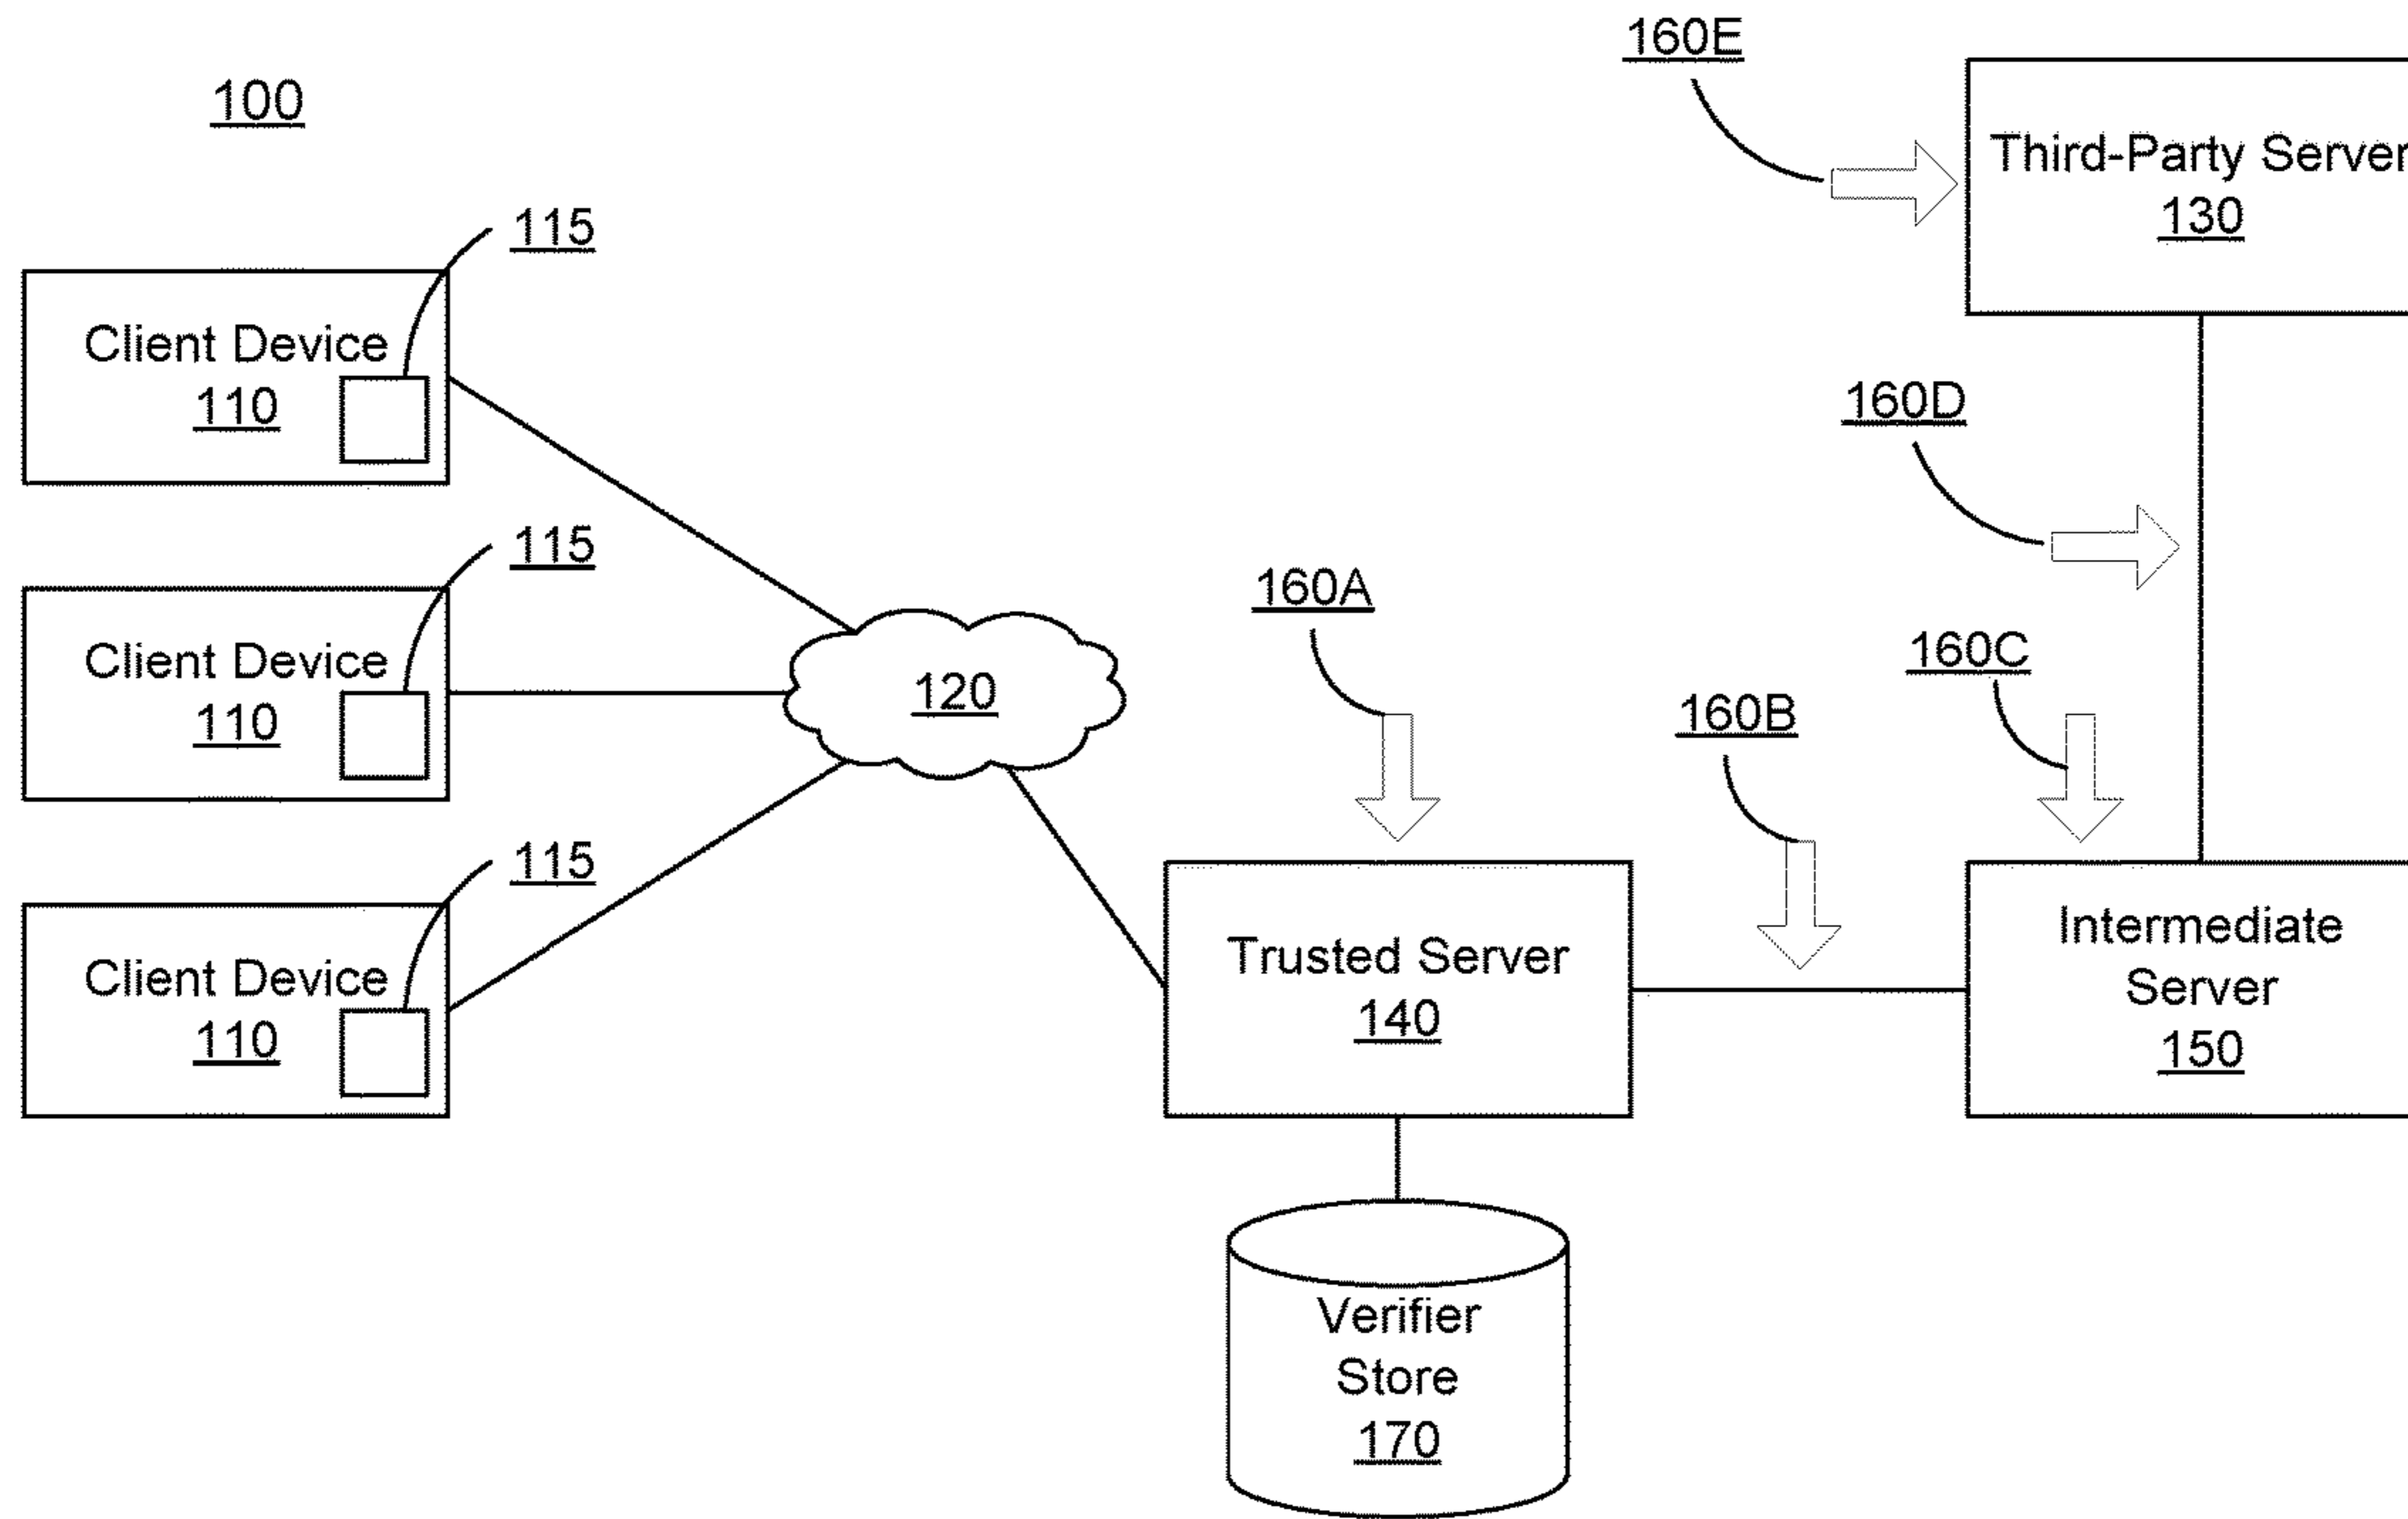 100
160E
Third-Party Server
130
115
Client Device
110
160D
115
Client Device
110
120
160A
160C
160B
115
Client Device
110
Trusted Server
140
Intermediate
Server
150
Verifier
Store
170